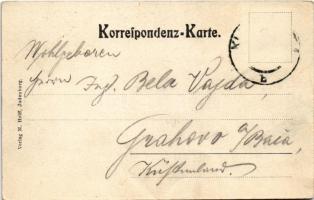 Korrespondenz-Karte.
Wohlgeboren
Herrn Ing. Bela Vajda,
Grahovo a/Bača
Küstenland.
Verlag M. Hoff, Judenburg.